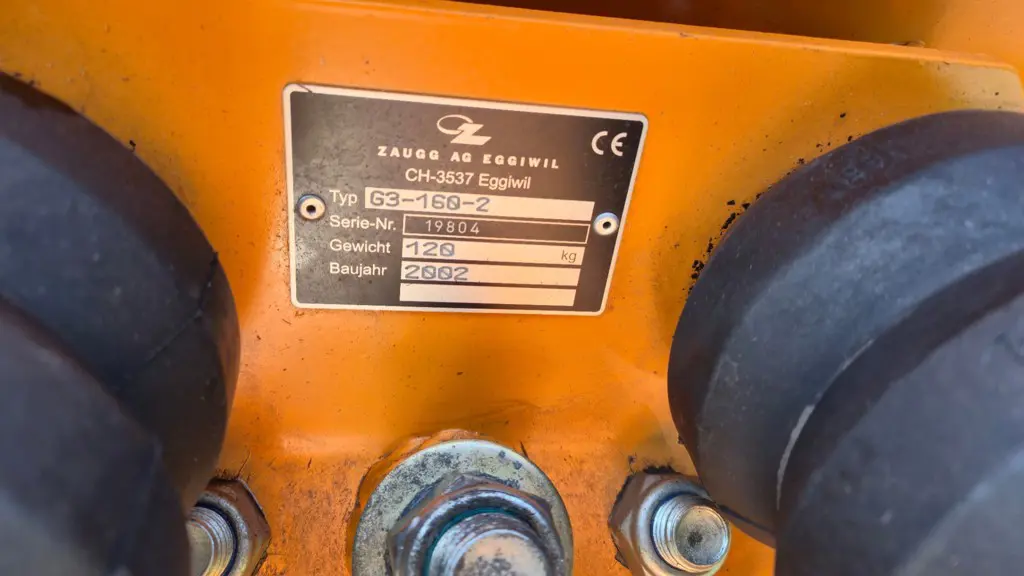 CE
ZAUGG AG EGGIWIL
CH-3537 Eggiwil
Typ G3-160-2
Serie-Nr. 19804
Gewicht 120 kg
Baujahr 2002